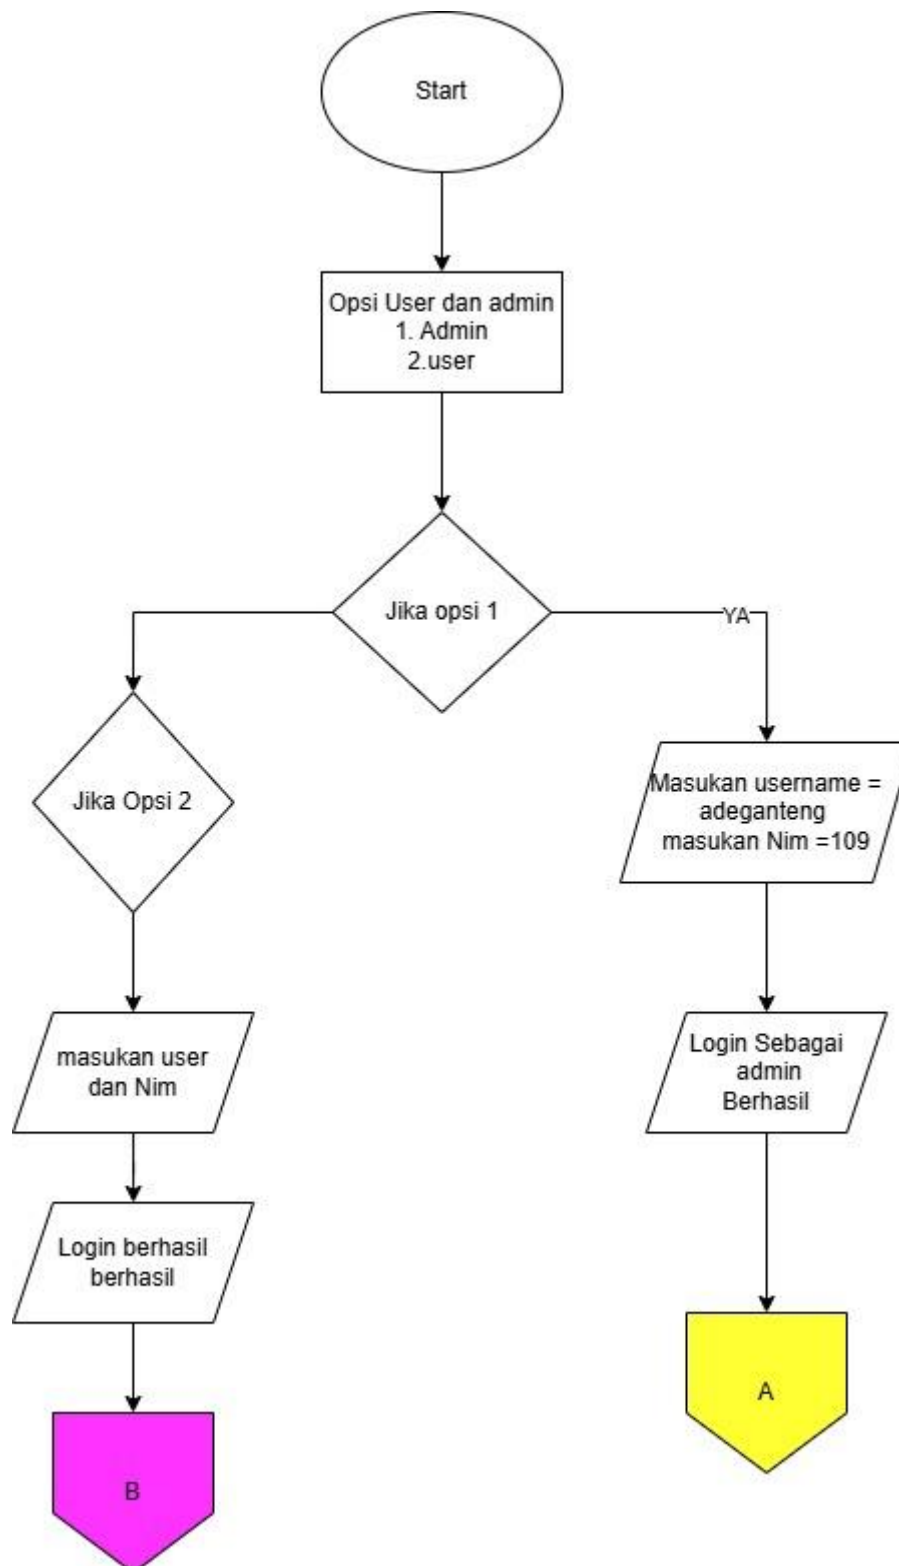 Start
Opsi User dan admin
1. Admin
2.user
Jika opsi 1
YA
Jika Opsi 2
Masukan username =
adeganteng
masukan Nim =109
masukan user
dan Nim
Login Sebagai
admin
Berhasil
Login berhasil
berhasil
A
B